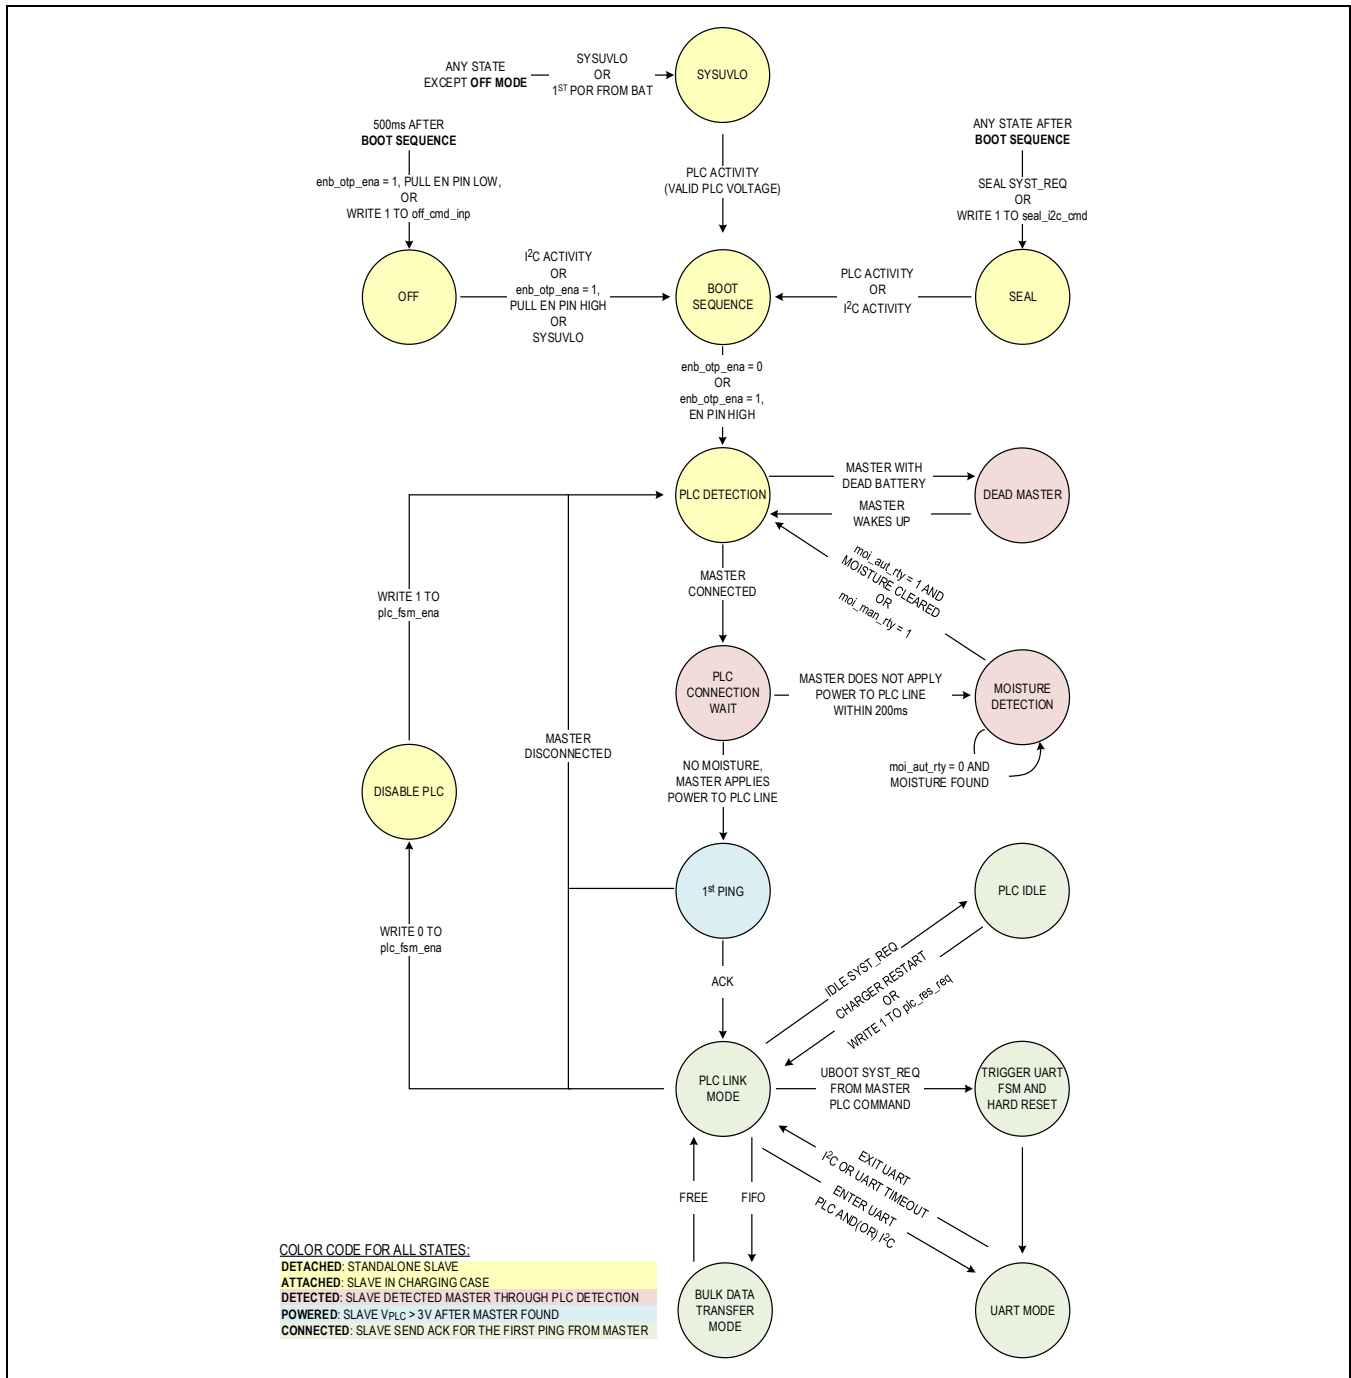 ANY STATE
EXCEPT OFF MODE
SYSUVLO
OR
1ST POR FROM BAT
SYSUVLO
500ms AFTER
BOOT SEQUENCE
ANY STATE AFTER
BOOT SEQUENCE
enb_otp_ena = 1, PULL EN PIN LOW,
OR
WRITE 1 TO off_cmd_inp
PLC ACTIVITY
(VALID PLC VOLTAGE)
SEAL SYST_REQ
OR
WRITE 1 TO seal_i2c_cmd
OFF
I2C ACTIVITY
OR
enb_otp_ena = 1,
PULL EN PIN HIGH
OR
SYSUVLO
BOOT
SEQUENCE
PLC ACTIVITY
OR
I2C ACTIVITY
SEAL
enb_otp_ena = 0
OR
enb_otp_ena = 1,
EN PIN HIGH
PLC DETECTION
MASTER WITH
DEAD BATTERY
MASTER
WAKES UP
DEAD MASTER
WRITE 1 TO
plc_fsm_ena
MASTER
CONNECTED
moi_aut_rty = 1 AND
MOISTURE CLEARED
OR
moi_man_rty = 1
PLC
CONNECTION
WAIT
MASTER DOES NOT APPLY
POWER TO PLC LINE
WITHIN 200ms
MOISTURE
DETECTION
MASTER
DISCONNECTED
NO MOISTURE,
MASTER APPLIES
POWER TO PLC LINE
moi_aut_rty = 0 AND
MOISTURE FOUND
DISABLE PLC
1st PING
PLC IDLE
WRITE 0 TO
plc_fsm_ena
ACK
IDLE SYST_REQ
CHARGER RESTART
OR
WRITE 1 TO plc_res_req
PLC LINK
MODE
UBOOT SYST_REQ
FROM MASTER
PLC COMMAND
TRIGGER UART
FSM AND
HARD RESET
FREE
FIFO
EXIT UART
I2C OR UART TIMEOUT
ENTER UART
PLC AND(OR) I2C
BULK DATA
TRANSFER
MODE
UART MODE
COLOR CODE FOR ALL STATES:
DETACHED: STANDALONE SLAVE
ATTACHED: SLAVE IN CHARGING CASE
DETECTED: SLAVE DETECTED MASTER THROUGH PLC DETECTION
POWERED: SLAVE VPLC > 3V AFTER MASTER FOUND
CONNECTED: SLAVE SEND ACK FOR THE FIRST PING FROM MASTER